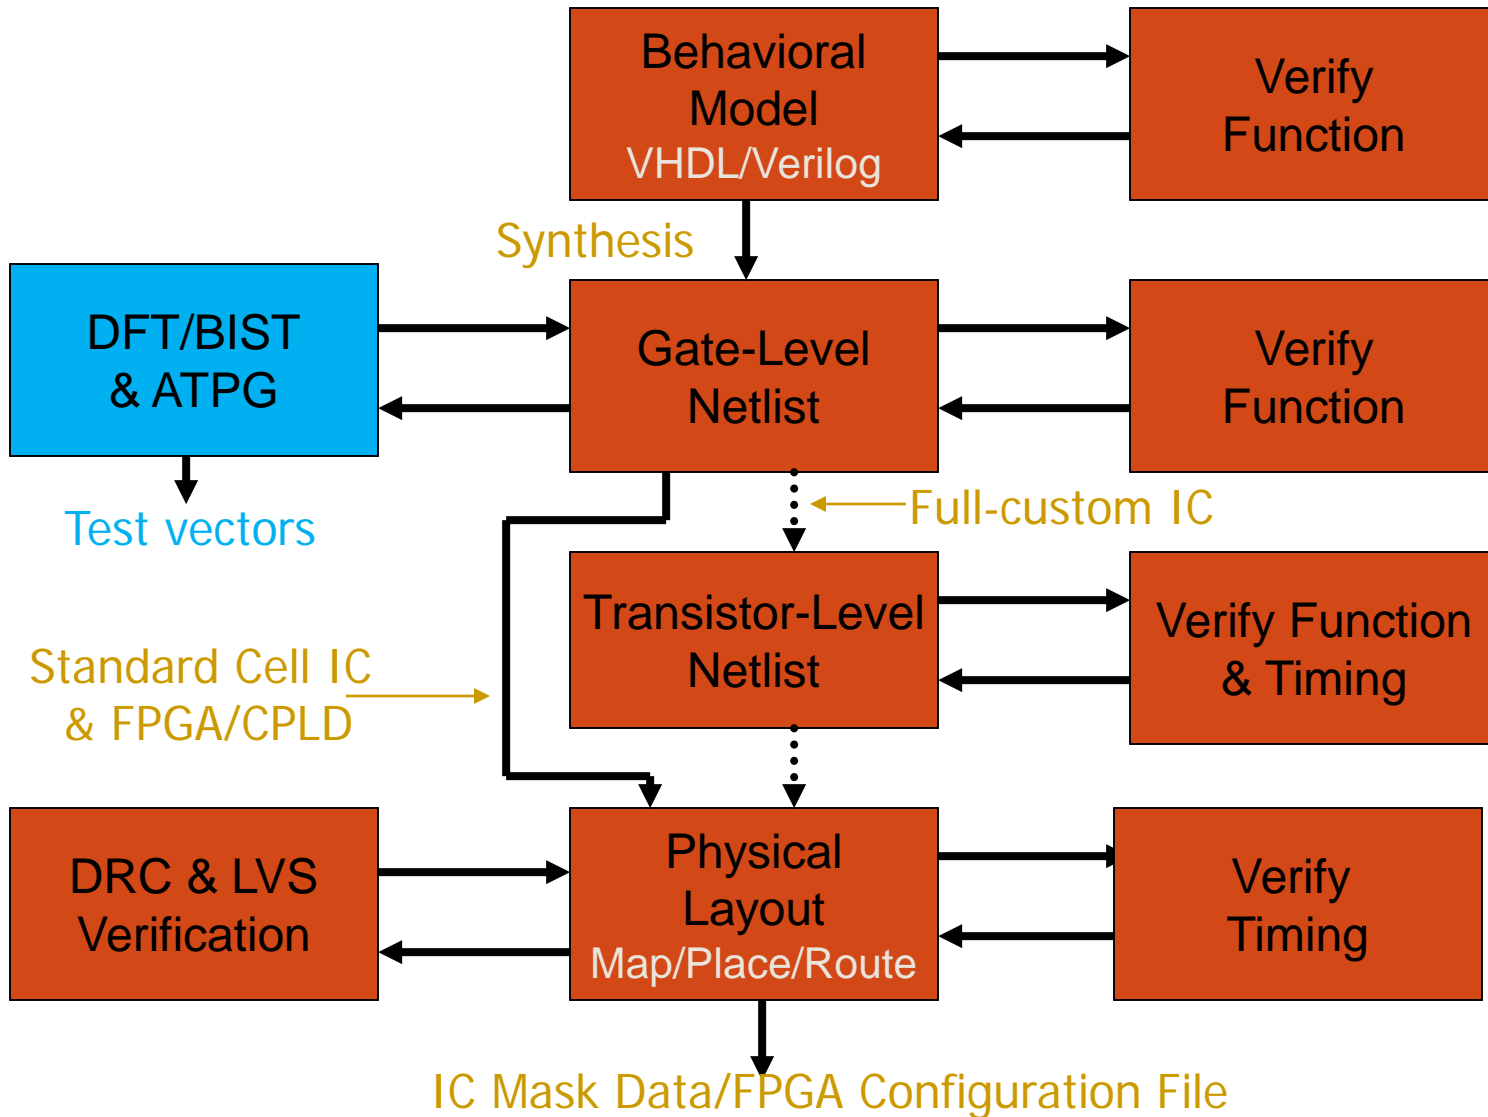 Behavioral
Model
VHDL/Verilog
Verify
Function
Synthesis
DFT/BIST
& ATPG
Gate-Level
Netlist
Verify
Function
Test vectors
Full-custom IC
Transistor-Level
Netlist
Verify Function
& Timing
Standard Cell IC
& FPGA/CPLD
DRC & LVS
Verification
Physical
Layout
Map/Place/Route
Verify
Timing
IC Mask Data/FPGA Configuration File